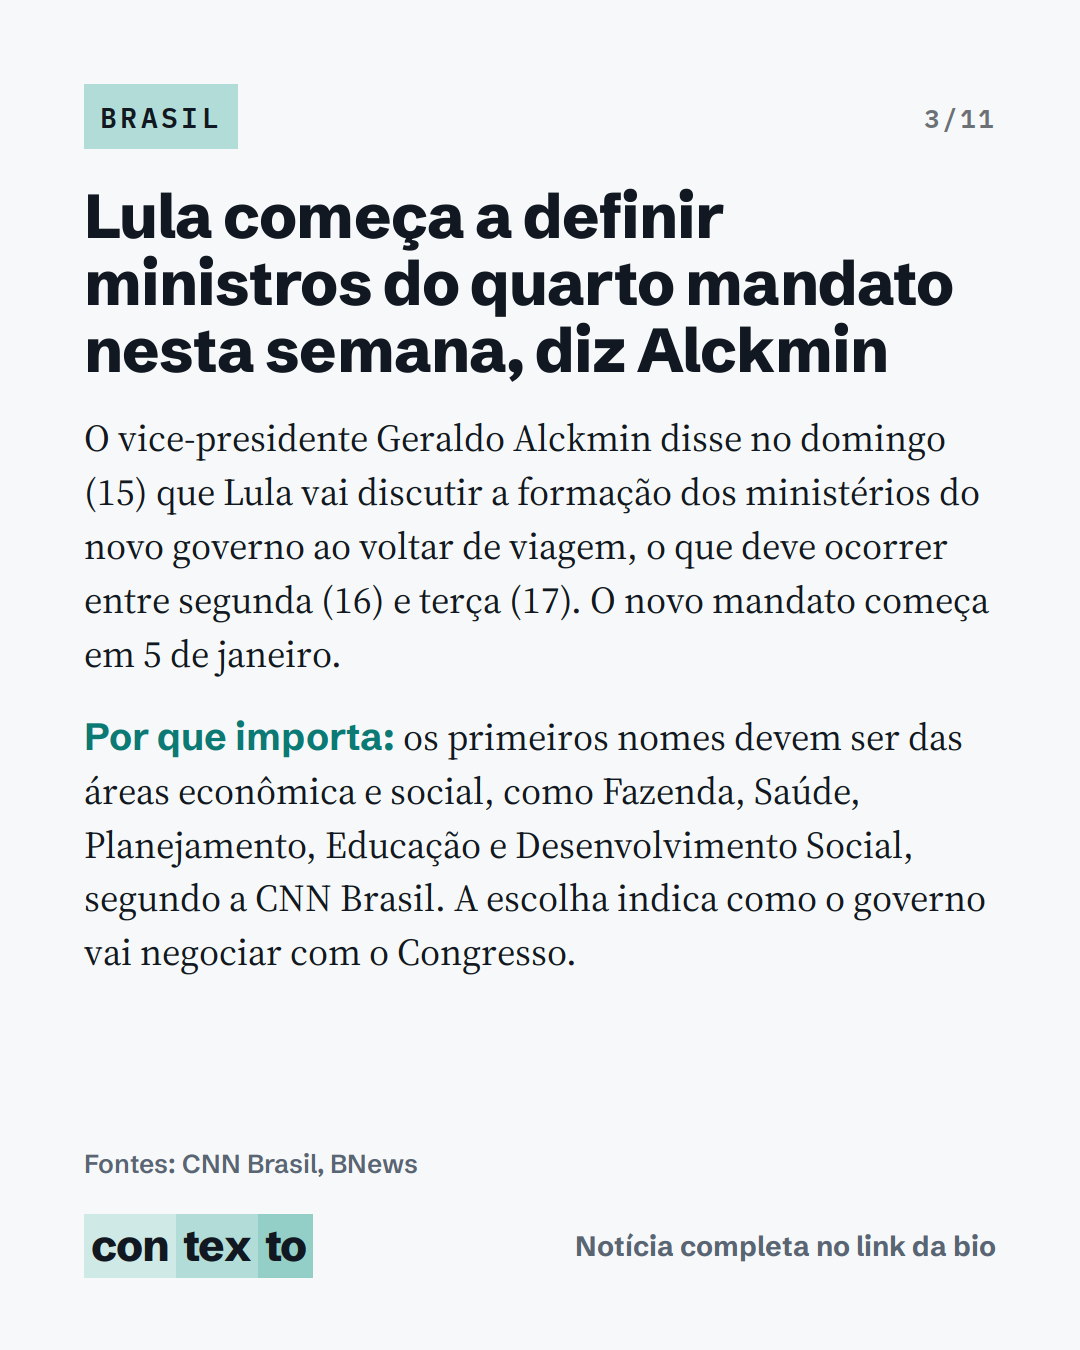 BRASIL
3/11
Lula começa a definir
ministros do quarto mandato
nesta semana, diz Alckmin
O vice-presidente Geraldo Alckmin disse no domingo
(15) que Lula vai discutir a formação dos ministérios do
novo governo ao voltar de viagem, o que deve ocorrer
entre segunda (16) e terça (17). O novo mandato começa
em 5 de janeiro.
Por que importa: os primeiros nomes devem ser das
áreas econômica e social, como Fazenda, Saúde,
Planejamento, Educação e Desenvolvimento Social,
segundo a CNN Brasil. A escolha indica como o governo
vai negociar com o Congresso.
Fontes: CNN Brasil, BNews
contexto
Notícia completa no link da bio